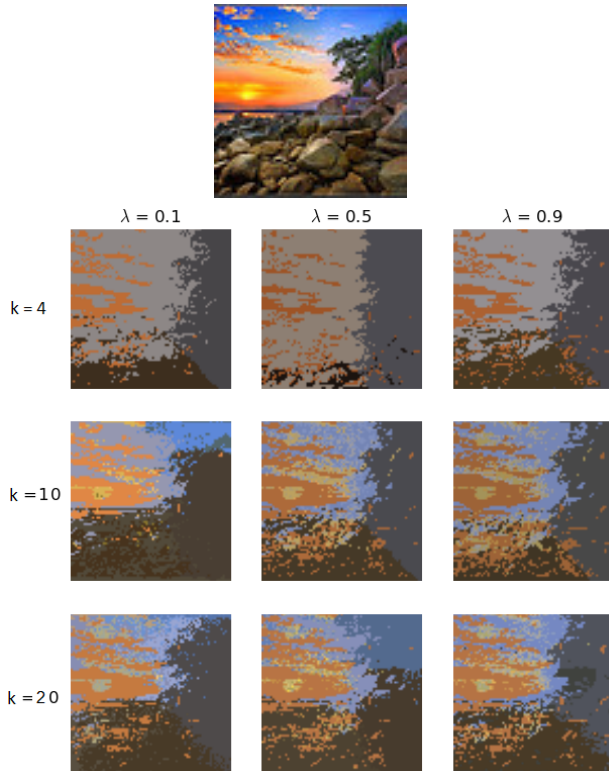 λ = 0.1 λ = 0.5 λ = 0.9
k = 4
k = 10
k = 20